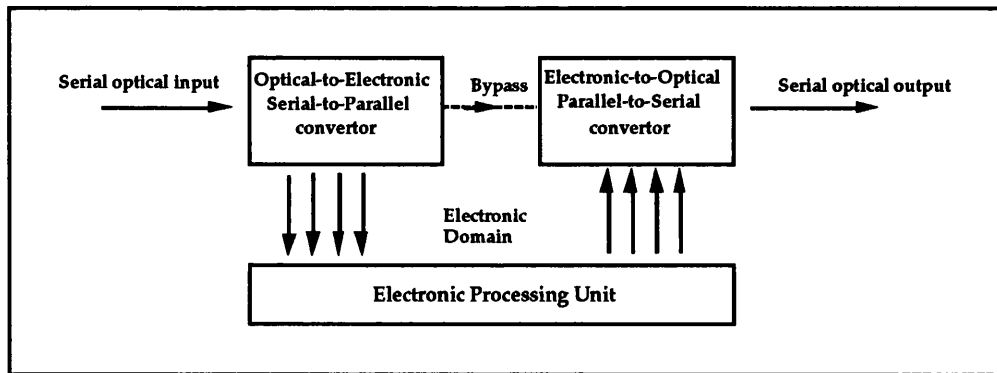 Serial optical input
Optical-to-Electronic
Serial-to-Parallel
convertor
Bypass
Electronic-to-Optical
Parallel-to-Serial
convertor
Serial optical output
Electronic
Domain
Electronic Processing Unit